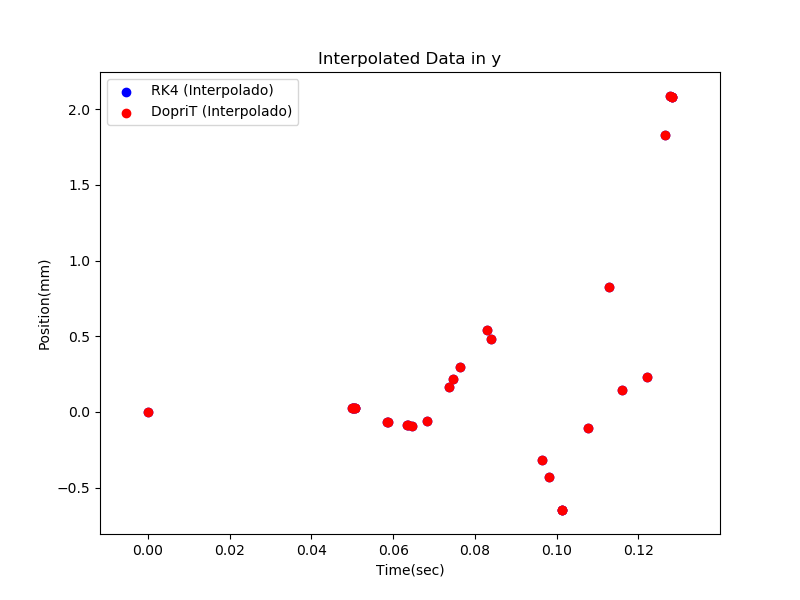 Interpolated Data in y
RK4 (Interpolado)
DopriT (Interpolado)
2.0
1.5
1.0
0.5
0.0
−0.5
Position(mm)
0.00 0.02 0.04 0.06 0.08 0.10 0.12
Time(sec)